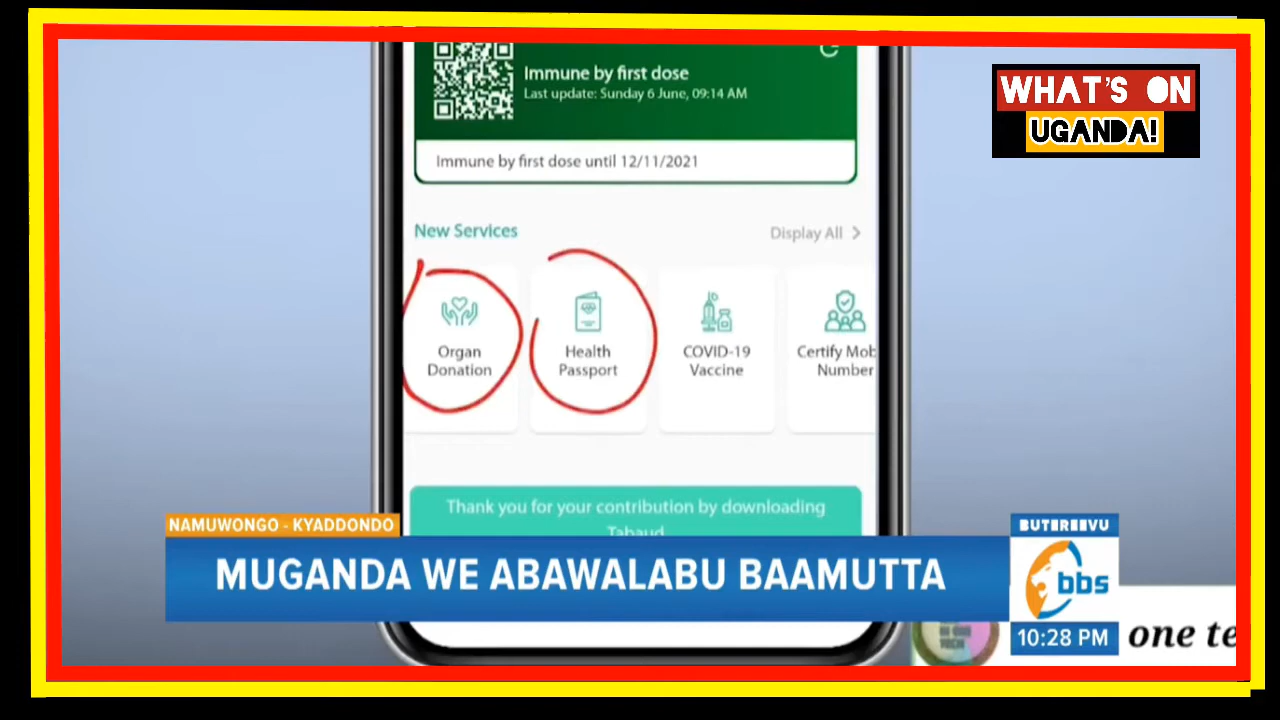 WHAT'S ON
UGANDA!
Immune by first dose
Last update: Sunday 6 June, 09:14 AM
Immune by first dose until 12/11/2021
New Services
Display All
Organ
Donation
Health
Passport
COVID-19
Vaccine
Certify Mob
Number
Thank you for your contribution by downloading
Tabaud
NAMUWONGO - KYADDONDO
MUGANDA WE ABAWALABU BAAMUTTA
BUTEREEVU
bbs
10:28 PM
one te